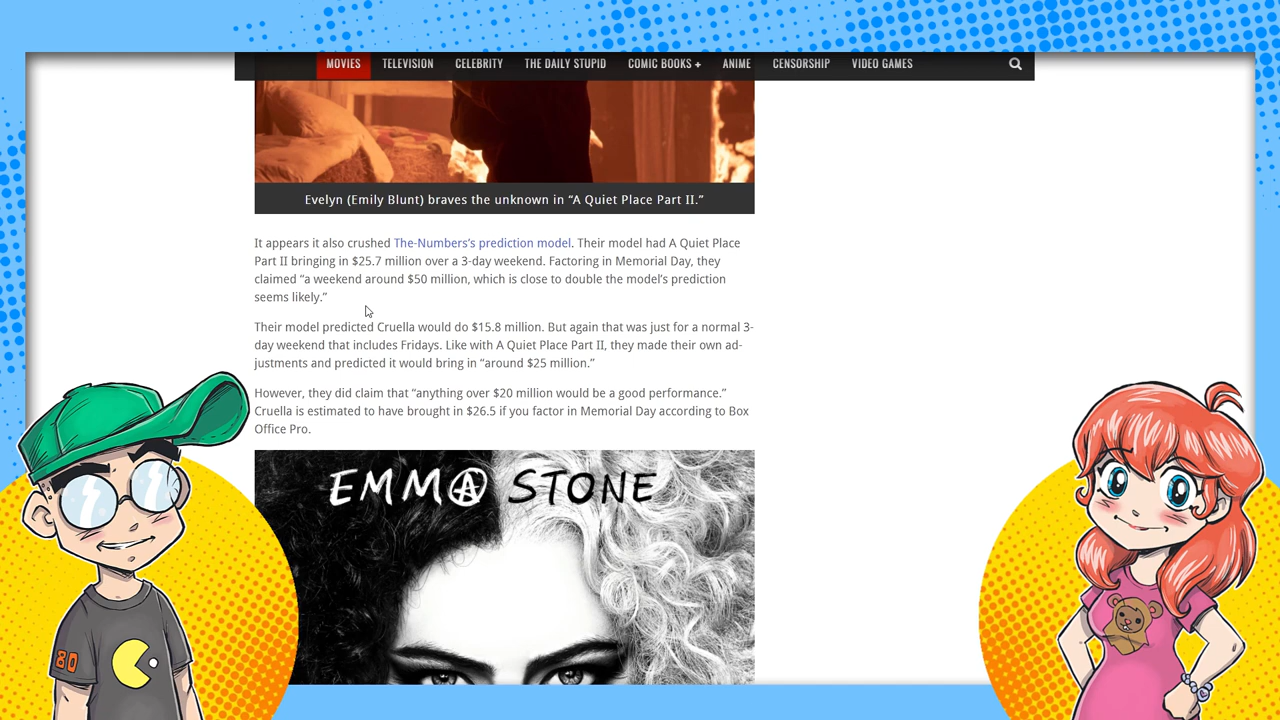 MOVIES TELEVISION CELEBRITY THE DAILY STUPID COMIC BOOKS + ANIME CENSORSHIP VIDEO GAMES
Evelyn (Emily Blunt) braves the unknown in “A Quiet Place Part II.”
It appears it also crushed The-Numbers’s prediction model. Their model had A Quiet Place
Part II bringing in $25.7 million over a 3-day weekend. Factoring in Memorial Day, they
claimed “a weekend around $50 million, which is close to double the model’s prediction
seems likely.”
Their model predicted Cruella would do $15.8 million. But again that was just for a normal 3-
day weekend that includes Fridays. Like with A Quiet Place Part II, they made their own ad-
justments and predicted it would bring in “around $25 million.”
However, they did claim that “anything over $20 million would be a good performance.”
Cruella is estimated to have brought in $26.5 if you factor in Memorial Day according to Box
Office Pro.
EMMA STONE
80